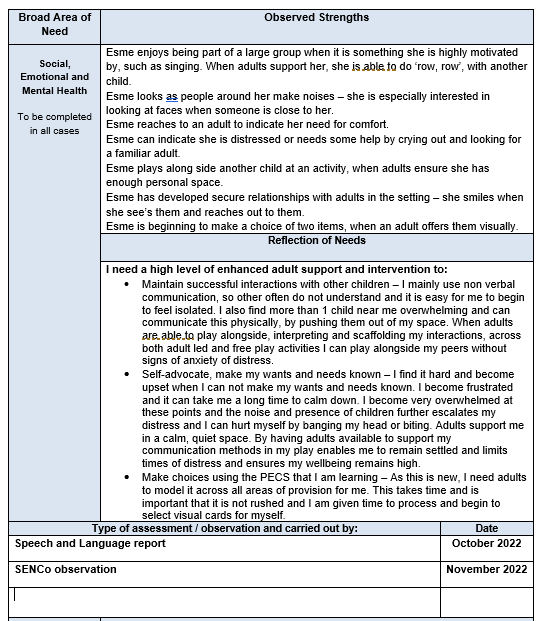 Broad Area of Need
Observed Strengths
Social,
Emotional and
Mental Health
To be completed
in all cases
Esme enjoys being part of a large group when it is something she is highly motivated
by, such as singing. When adults support her, she is able to do ‘row, row’, with another
child.
Esme looks as people around her make noises – she is especially interested in
looking at faces when someone is close to her.
Esme reaches to an adult to indicate her need for comfort.
Esme can indicate she is distressed or needs some help by crying out and looking for
a familiar adult.
Esme plays along side another child at an activity, when adults ensure she has
enough personal space.
Esme has developed secure relationships with adults in the setting – she smiles when
she see’s them and reaches out to them.
Esme is beginning to make a choice of two items, when an adult offers them visually.
Reflection of Needs
I need a high level of enhanced adult support and intervention to:
• Maintain successful interactions with other children – I mainly use non verbal
communication, so other often do not understand and it is easy for me to begin
to feel isolated. I also find more than 1 child near me overwhelming and can
communicate this physically, by pushing them out of my space. When adults
are able to play alongside, interpreting and scaffolding my interactions, across
both adult led and free play activities I can play alongside my peers without
signs of anxiety of distress.
• Self-advocate, make my wants and needs known – I find it hard and become
upset when I can not make my wants and needs known. I become frustrated
and it can take me a long time to calm down. I become very overwhelmed at
these points and the noise and presence of children further escalates my
distress and I can hurt myself by banging my head or biting. Adults support me
in a calm, quiet space. By having adults available to support my
communication methods in my play enables me to remain settled and limits
times of distress and ensures my wellbeing remains high.
• Make choices using the PECS that I am learning – As this is new, I need adults
to model it across all areas of provision for me. This takes time and is
important that it is not rushed and I am given time to process and begin to
select visual cards for myself.
Type of assessment / observation and carried out by:
Date
Speech and Language report
October 2022
SENCo observation
November 2022